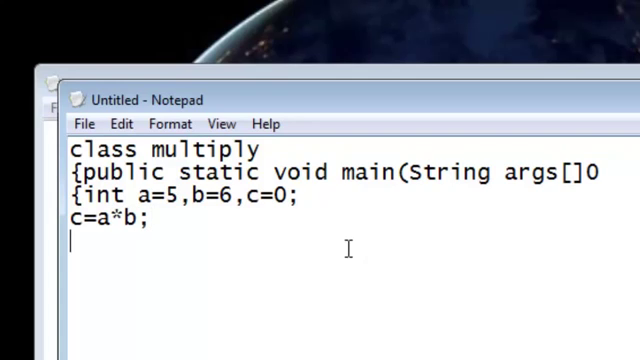 Untitled - Notepad
File Edit Format View Help
class multiply
{public static void main(String args[]0
{int a=5,b=6,c=0;
c=a*b;